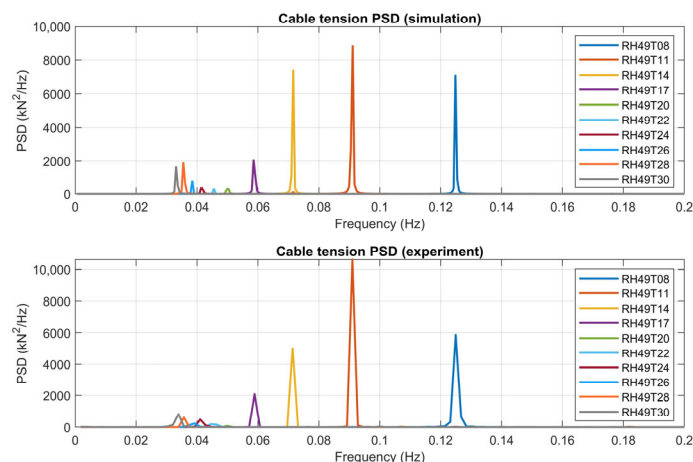 Cable tension PSD (simulation)
10,000
8000
6000
4000
2000
0
PSD (kN²/Hz)
0 0.02 0.04 0.06 0.08 0.1 0.12 0.14 0.16 0.18 0.2
Frequency (Hz)
RH49T08
RH49T11
RH49T14
RH49T17
RH49T20
RH49T22
RH49T24
RH49T26
RH49T28
RH49T30
Cable tension PSD (experiment)
10,000
8000
6000
4000
2000
0
PSD (kN²/Hz)
0 0.02 0.04 0.06 0.08 0.1 0.12 0.14 0.16 0.18 0.2
Frequency (Hz)
RH49T08
RH49T11
RH49T14
RH49T17
RH49T20
RH49T22
RH49T24
RH49T26
RH49T28
RH49T30